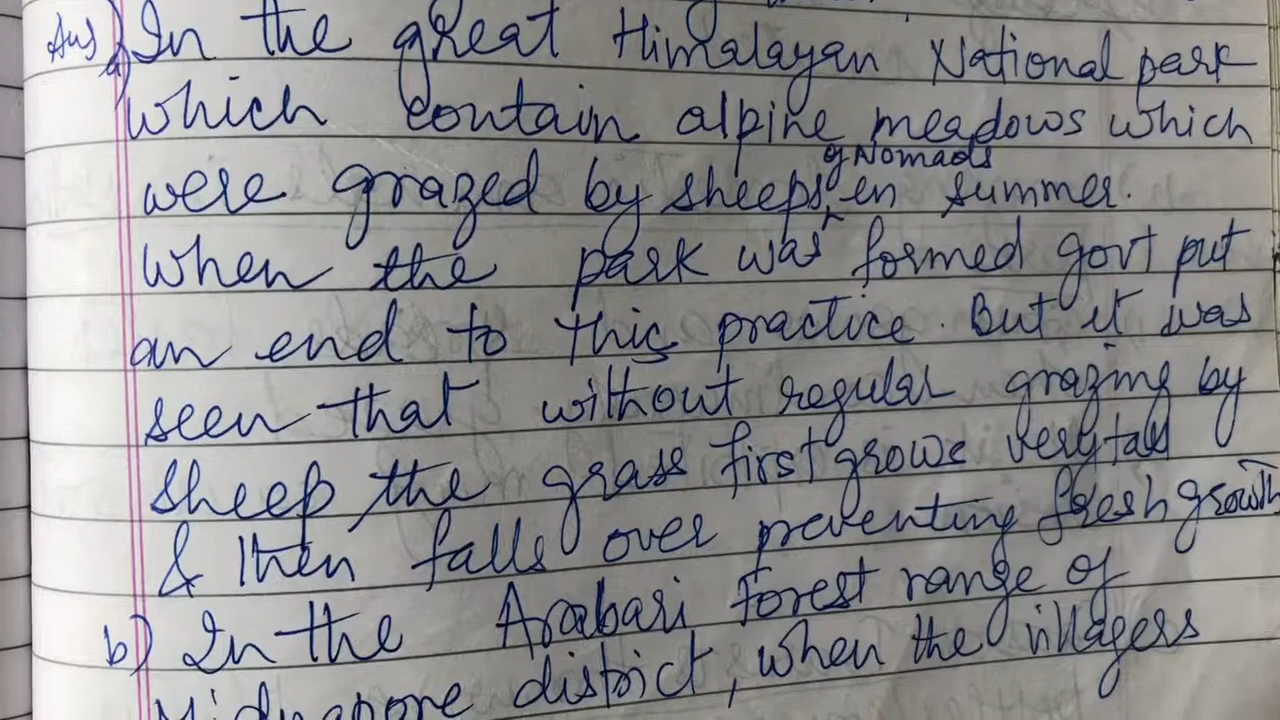 Ans) a) In the great Himalayan National park
which contain alpine meadows which
of Nomads
were grazed by sheeps, in summer.
When the park was formed govt put
an end to this practice. But it was
seen that without regular grazing by
sheep the grass first grows very tall
& then falls over preventing fresh growth
b) In the Arabari forest range of
Midnapore district, when the villagers